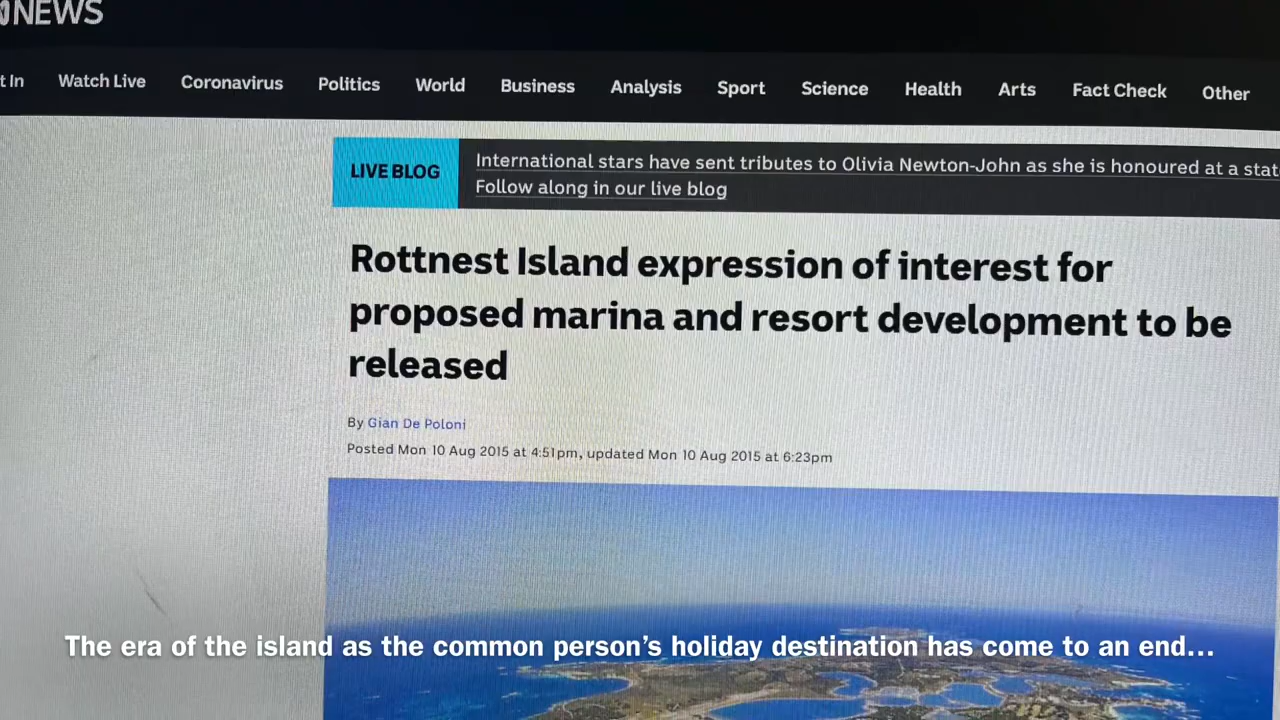 NEWS
t In Watch Live Coronavirus Politics World Business Analysis Sport Science Health Arts Fact Check Other
LIVE BLOG
International stars have sent tributes to Olivia Newton-John as she is honoured at a stat
Follow along in our live blog
Rottnest Island expression of interest for
proposed marina and resort development to be
released
By Gian De Poloni
Posted Mon 10 Aug 2015 at 4:51pm, updated Mon 10 Aug 2015 at 6:23pm
The era of the island as the common person's holiday destination has come to an end...